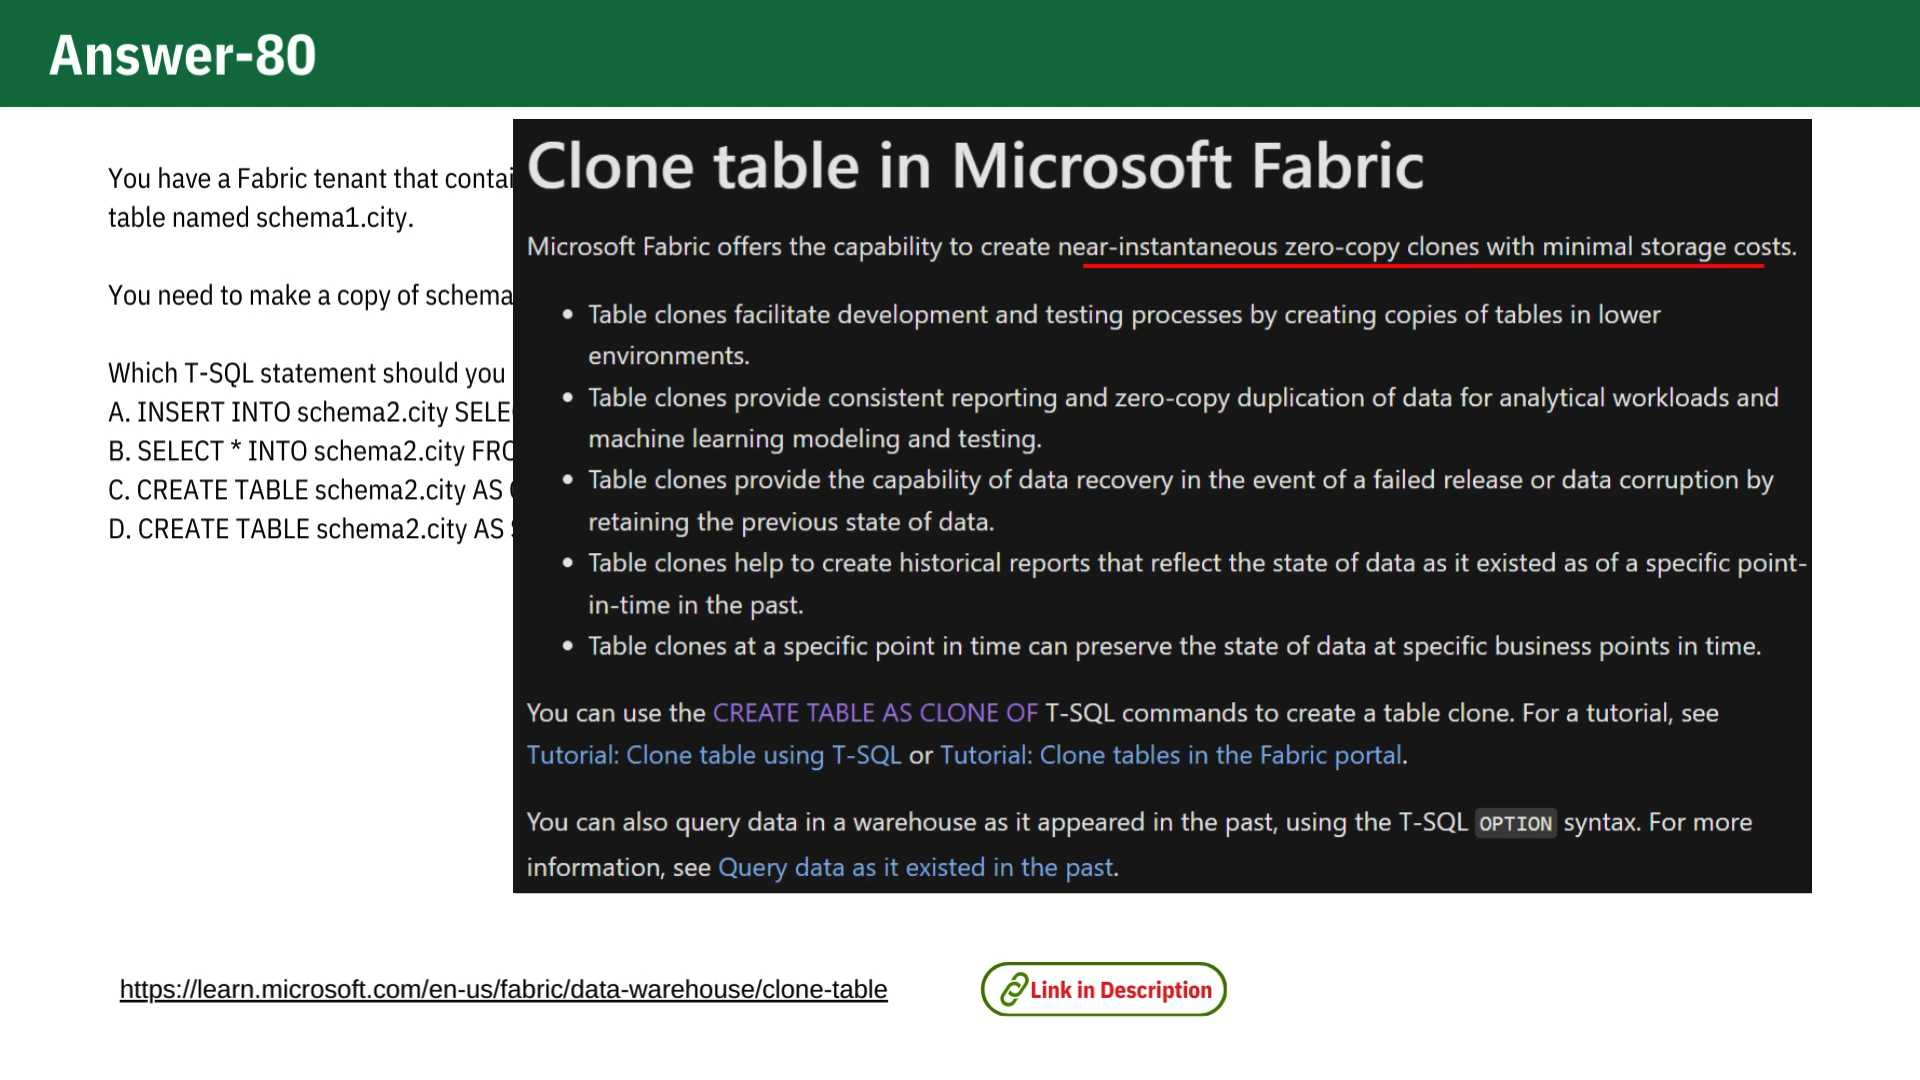 Answer-80
You have a Fabric tenant that contai
table named schema1.city.
You need to make a copy of schema
Which T-SQL statement should you
A. INSERT INTO schema2.city SELE
B. SELECT * INTO schema2.city FRO
C. CREATE TABLE schema2.city AS
D. CREATE TABLE schema2.city AS
Clone table in Microsoft Fabric
Microsoft Fabric offers the capability to create near-instantaneous zero-copy clones with minimal storage costs.
• Table clones facilitate development and testing processes by creating copies of tables in lower
environments.
• Table clones provide consistent reporting and zero-copy duplication of data for analytical workloads and
machine learning modeling and testing.
• Table clones provide the capability of data recovery in the event of a failed release or data corruption by
retaining the previous state of data.
• Table clones help to create historical reports that reflect the state of data as it existed as of a specific point-
in-time in the past.
• Table clones at a specific point in time can preserve the state of data at specific business points in time.
You can use the CREATE TABLE AS CLONE OF T-SQL commands to create a table clone. For a tutorial, see
Tutorial: Clone table using T-SQL or Tutorial: Clone tables in the Fabric portal.
You can also query data in a warehouse as it appeared in the past, using the T-SQL OPTION syntax. For more
information, see Query data as it existed in the past.
https://learn.microsoft.com/en-us/fabric/data-warehouse/clone-table
Link in Description